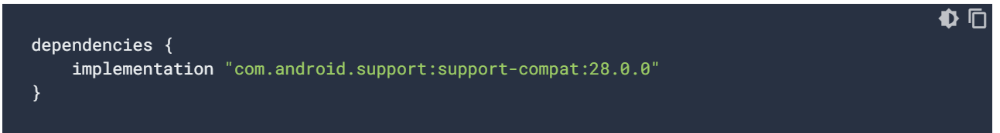 dependencies {
    implementation "com.android.support:support-compat:28.0.0"
}